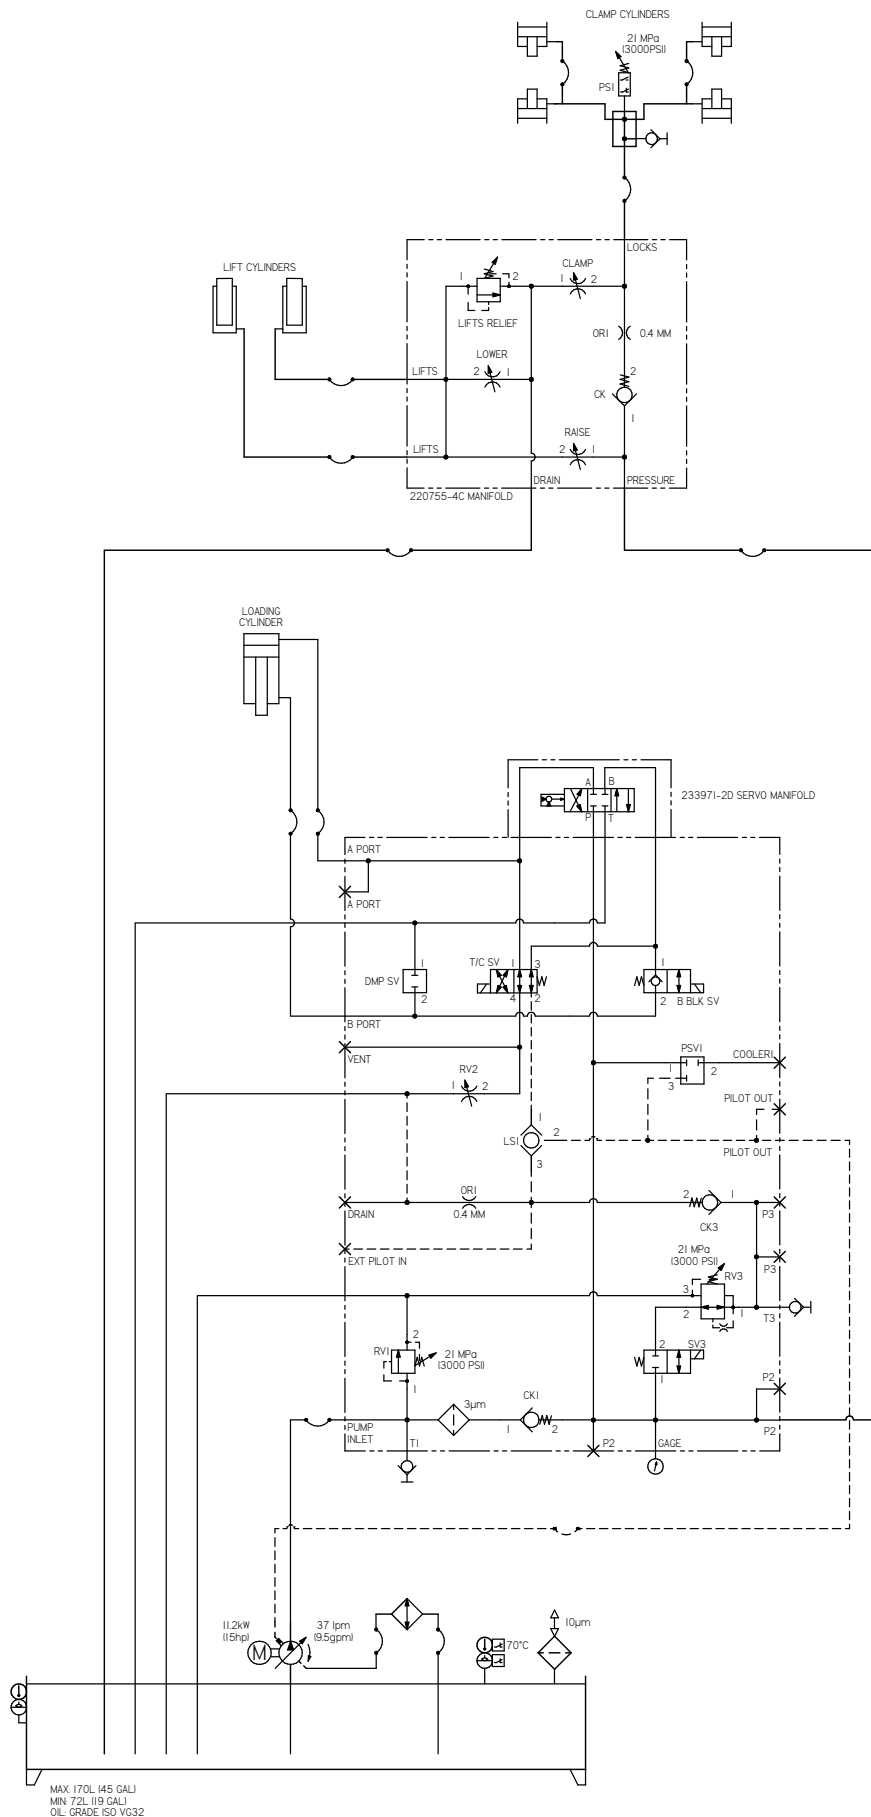 CLAMP CYLINDERS
21 MPa
(3000PSI)
PS1
LOCKS
LIFT CYLINDERS
1
2
CLAMP
1
2
LIFTS RELIEF
OR1
0.4 MM
LOWER
LIFTS
2
1
2
CK
1
RAISE
LIFTS
2
1
DRAIN
PRESSURE
220755-4C MANIFOLD
LOADING
CYLINDER
A
B
233971-2D SERVO MANIFOLD
P
T
A PORT
A PORT
T/C SV
1
3
1
1
DMP SV
2
4
2
2
B BLK SV
B PORT
VENT
PSV1
COOLER1
1
2
3
RV2
1
2
PILOT OUT
1
LS1
2
3
PILOT OUT
OR1
2
1
DRAIN
0.4 MM
CK3
P3
EXT PILOT IN
21 MPa
(3000 PSI)
RV3
P3
3
2
1
T3
2
RV1
21 MPa
(3000 PSI)
1
2
SV3
1
P2
3µm
CK1
PUMP
INLET
T1
1
2
P2
GAGE
P2
11.2kW
(15hp)
M
37 lpm
(9.5gpm)
70°C
10µm
MAX: 170L (45 GAL)
MIN: 72L (19 GAL)
OIL: GRADE ISO VG32